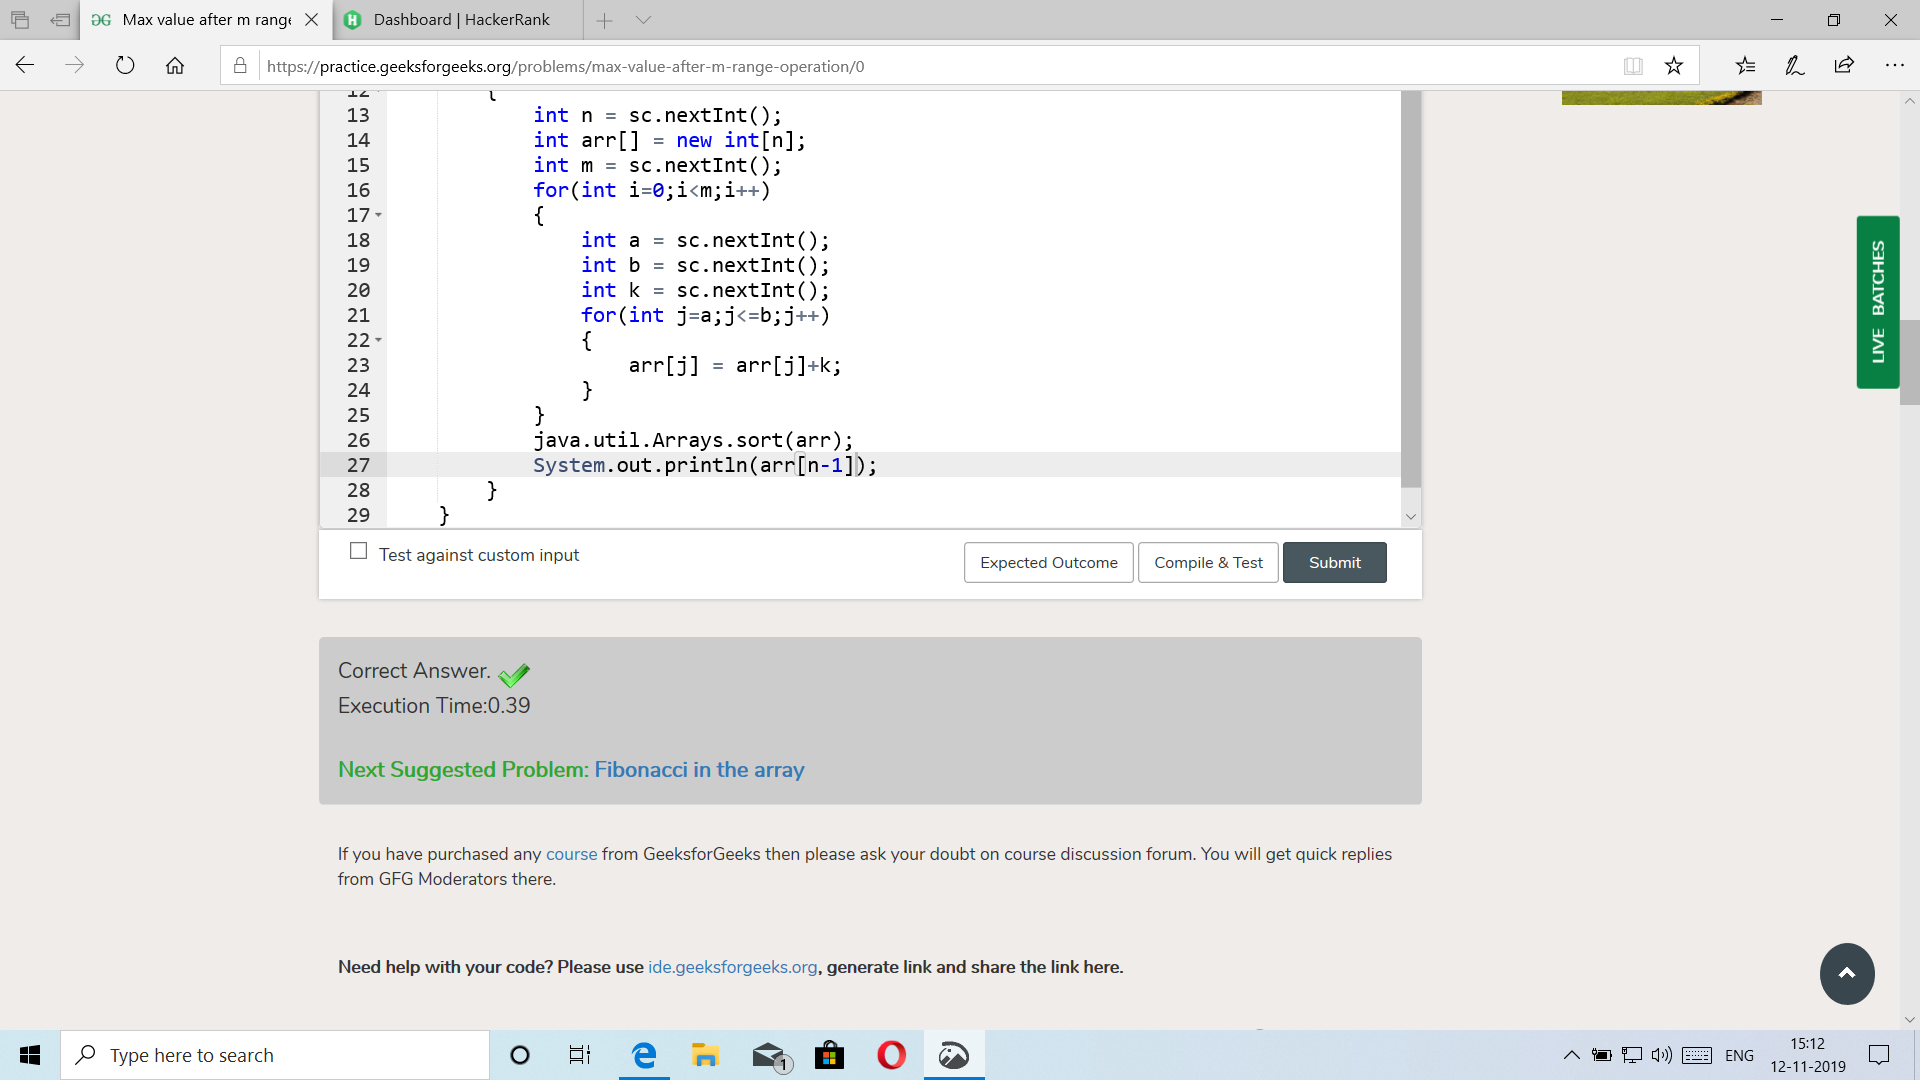 Max value after m range
Dashboard | HackerRank
https://practice.geeksforgeeks.org/problems/max-value-after-m-range-operation/0
12 {
13 int n = sc.nextInt();
14 int arr[] = new int[n];
15 int m = sc.nextInt();
16 for(int i=0;i<m;i++)
17 {
18 int a = sc.nextInt();
19 int b = sc.nextInt();
20 int k = sc.nextInt();
21 for(int j=a;j<=b;j++)
22 {
23 arr[j] = arr[j]+k;
24 }
25 }
26 java.util.Arrays.sort(arr);
27 System.out.println(arr[n-1]);
28 }
29 }
LIVE BATCHES
Test against custom input
Expected Outcome
Compile & Test
Submit
Correct Answer.
Execution Time:0.39
Next Suggested Problem: Fibonacci in the array
If you have purchased any course from GeeksforGeeks then please ask your doubt on course discussion forum. You will get quick replies
from GFG Moderators there.
Need help with your code? Please use ide.geeksforgeeks.org, generate link and share the link here.
Type here to search
1
ENG
15:12
12-11-2019